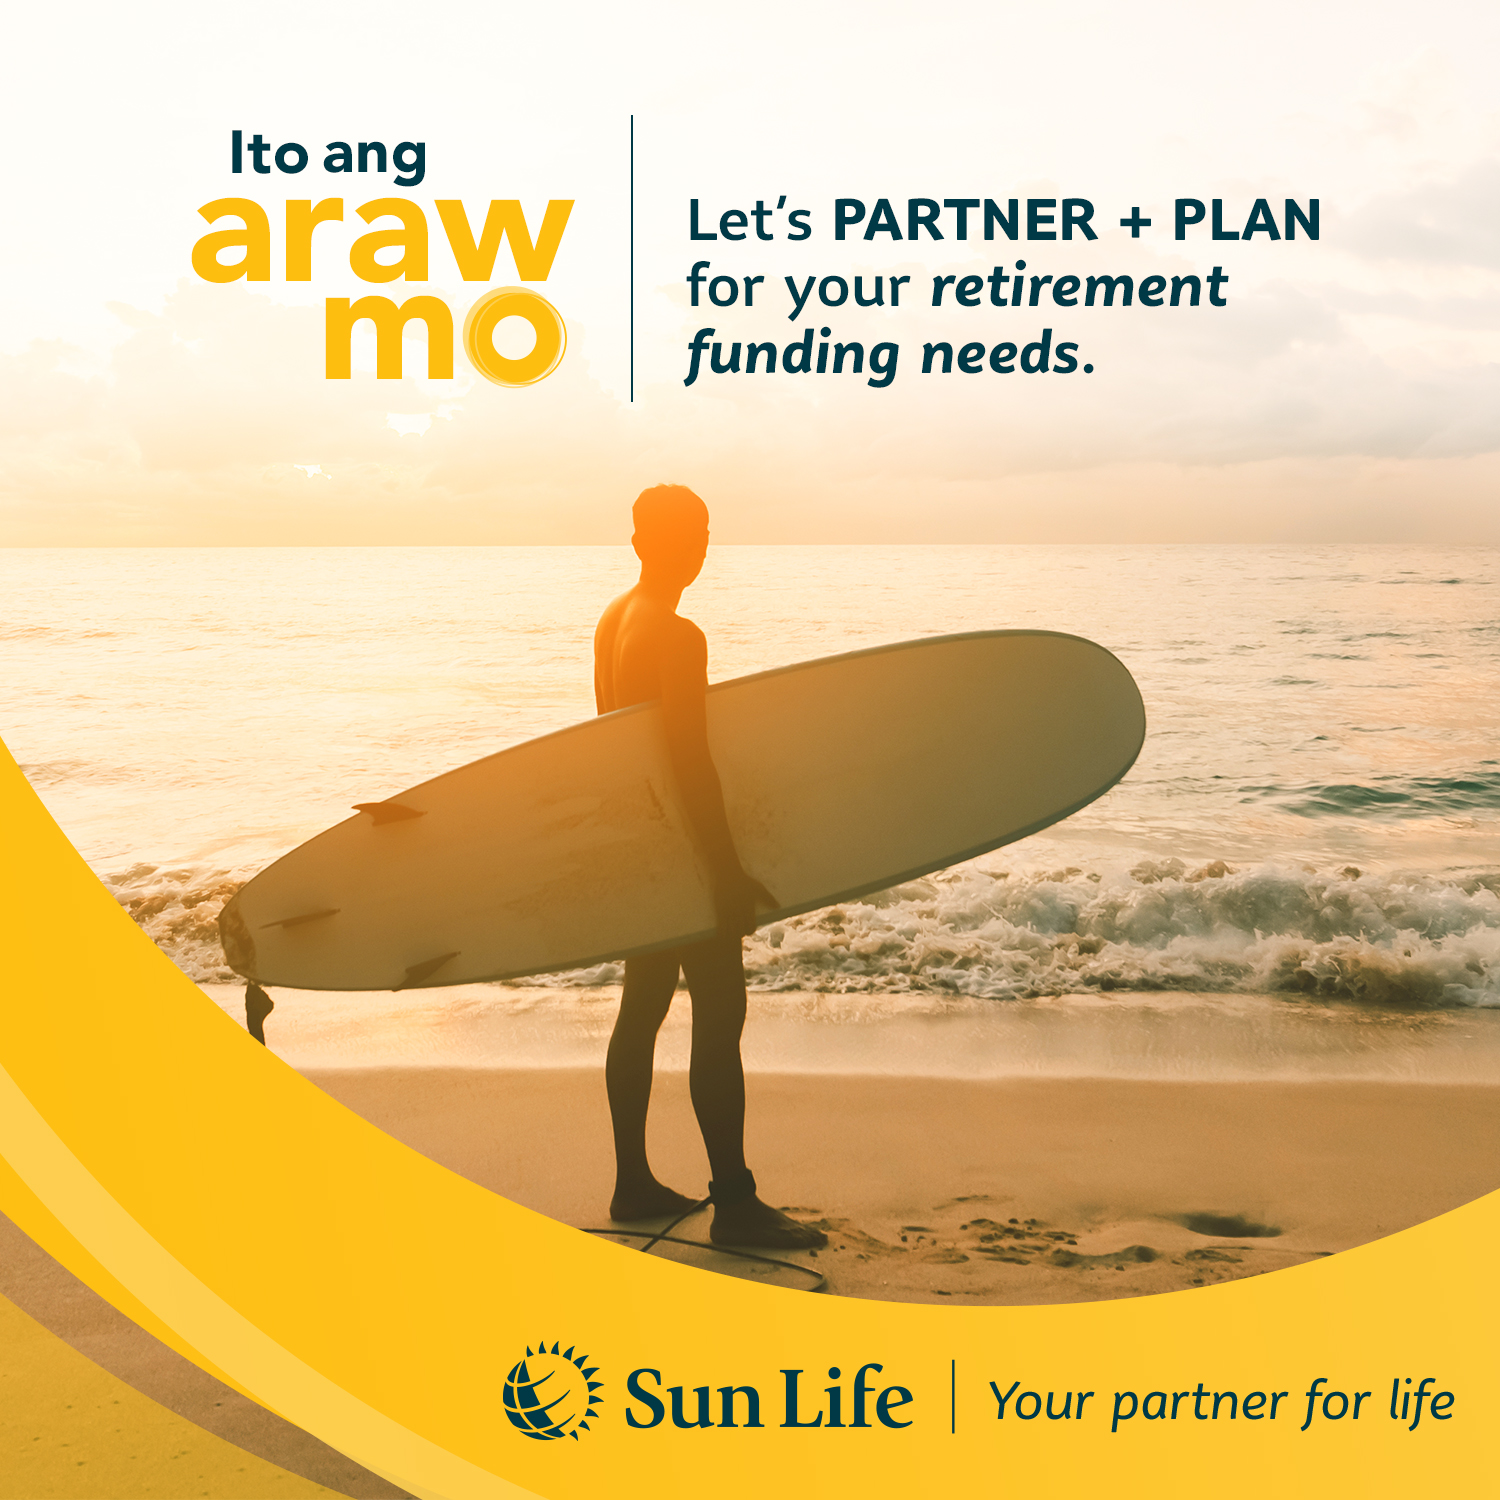 Ito ang
araw
mo
Let's PARTNER + PLAN
for your retirement
funding needs.
Sun Life
Your partner for life